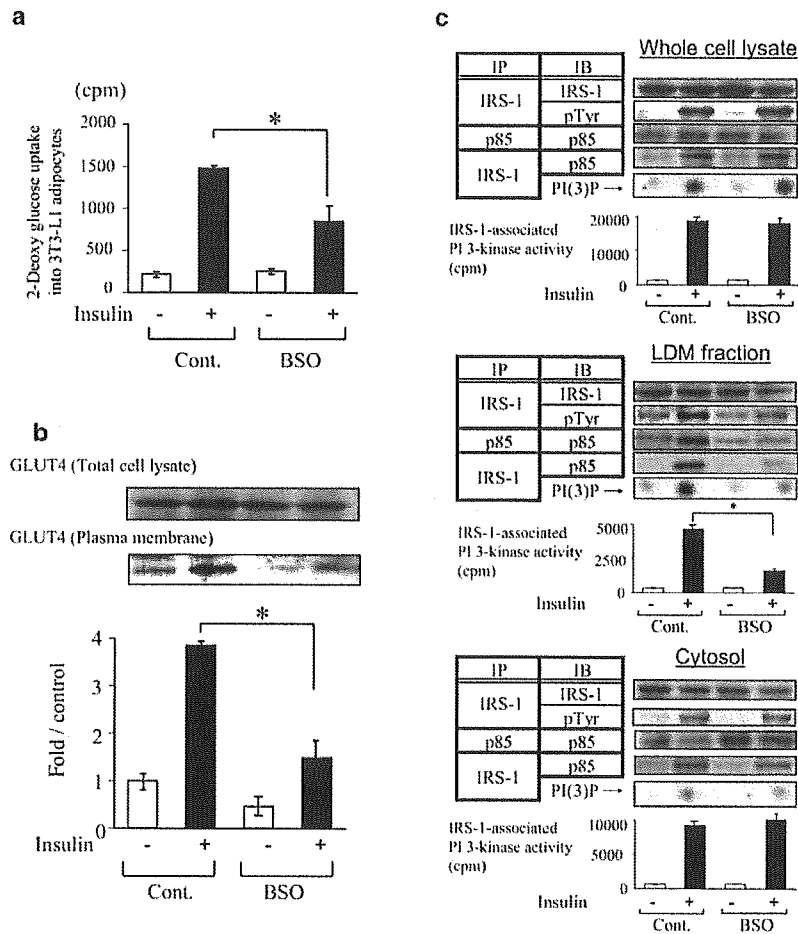 a
(cpm)
2-Deoxy glucose uptake
into 3T3-L1 adipocytes
2000
1500
1000
500
0
*
Insulin - + - +
Cont. BSO
b
GLUT4 (Total cell lysate)
GLUT4 (Plasma membrane)
Fold / control
4
3
2
1
0
*
Insulin - + - +
Cont. BSO
c
Whole cell lysate
IP IB
IRS-1 IRS-1
pTyr
p85 p85
IRS-1 p85
PI(3)P →
IRS-1-associated
PI 3-kinase activity
(cpm)
20000
10000
0
Insulin - + - +
Cont. BSO
LDM fraction
IP IB
IRS-1 IRS-1
pTyr
p85 p85
IRS-1 p85
PI(3)P →
IRS-1-associated
PI 3-kinase activity
(cpm)
5000
2500
0
*
Insulin - + - +
Cont. BSO
Cytosol
IP IB
IRS-1 IRS-1
pTyr
p85 p85
IRS-1 p85
PI(3)P →
IRS-1-associated
PI 3-kinase activity
(cpm)
10000
5000
0
Insulin - + - +
Cont. BSO